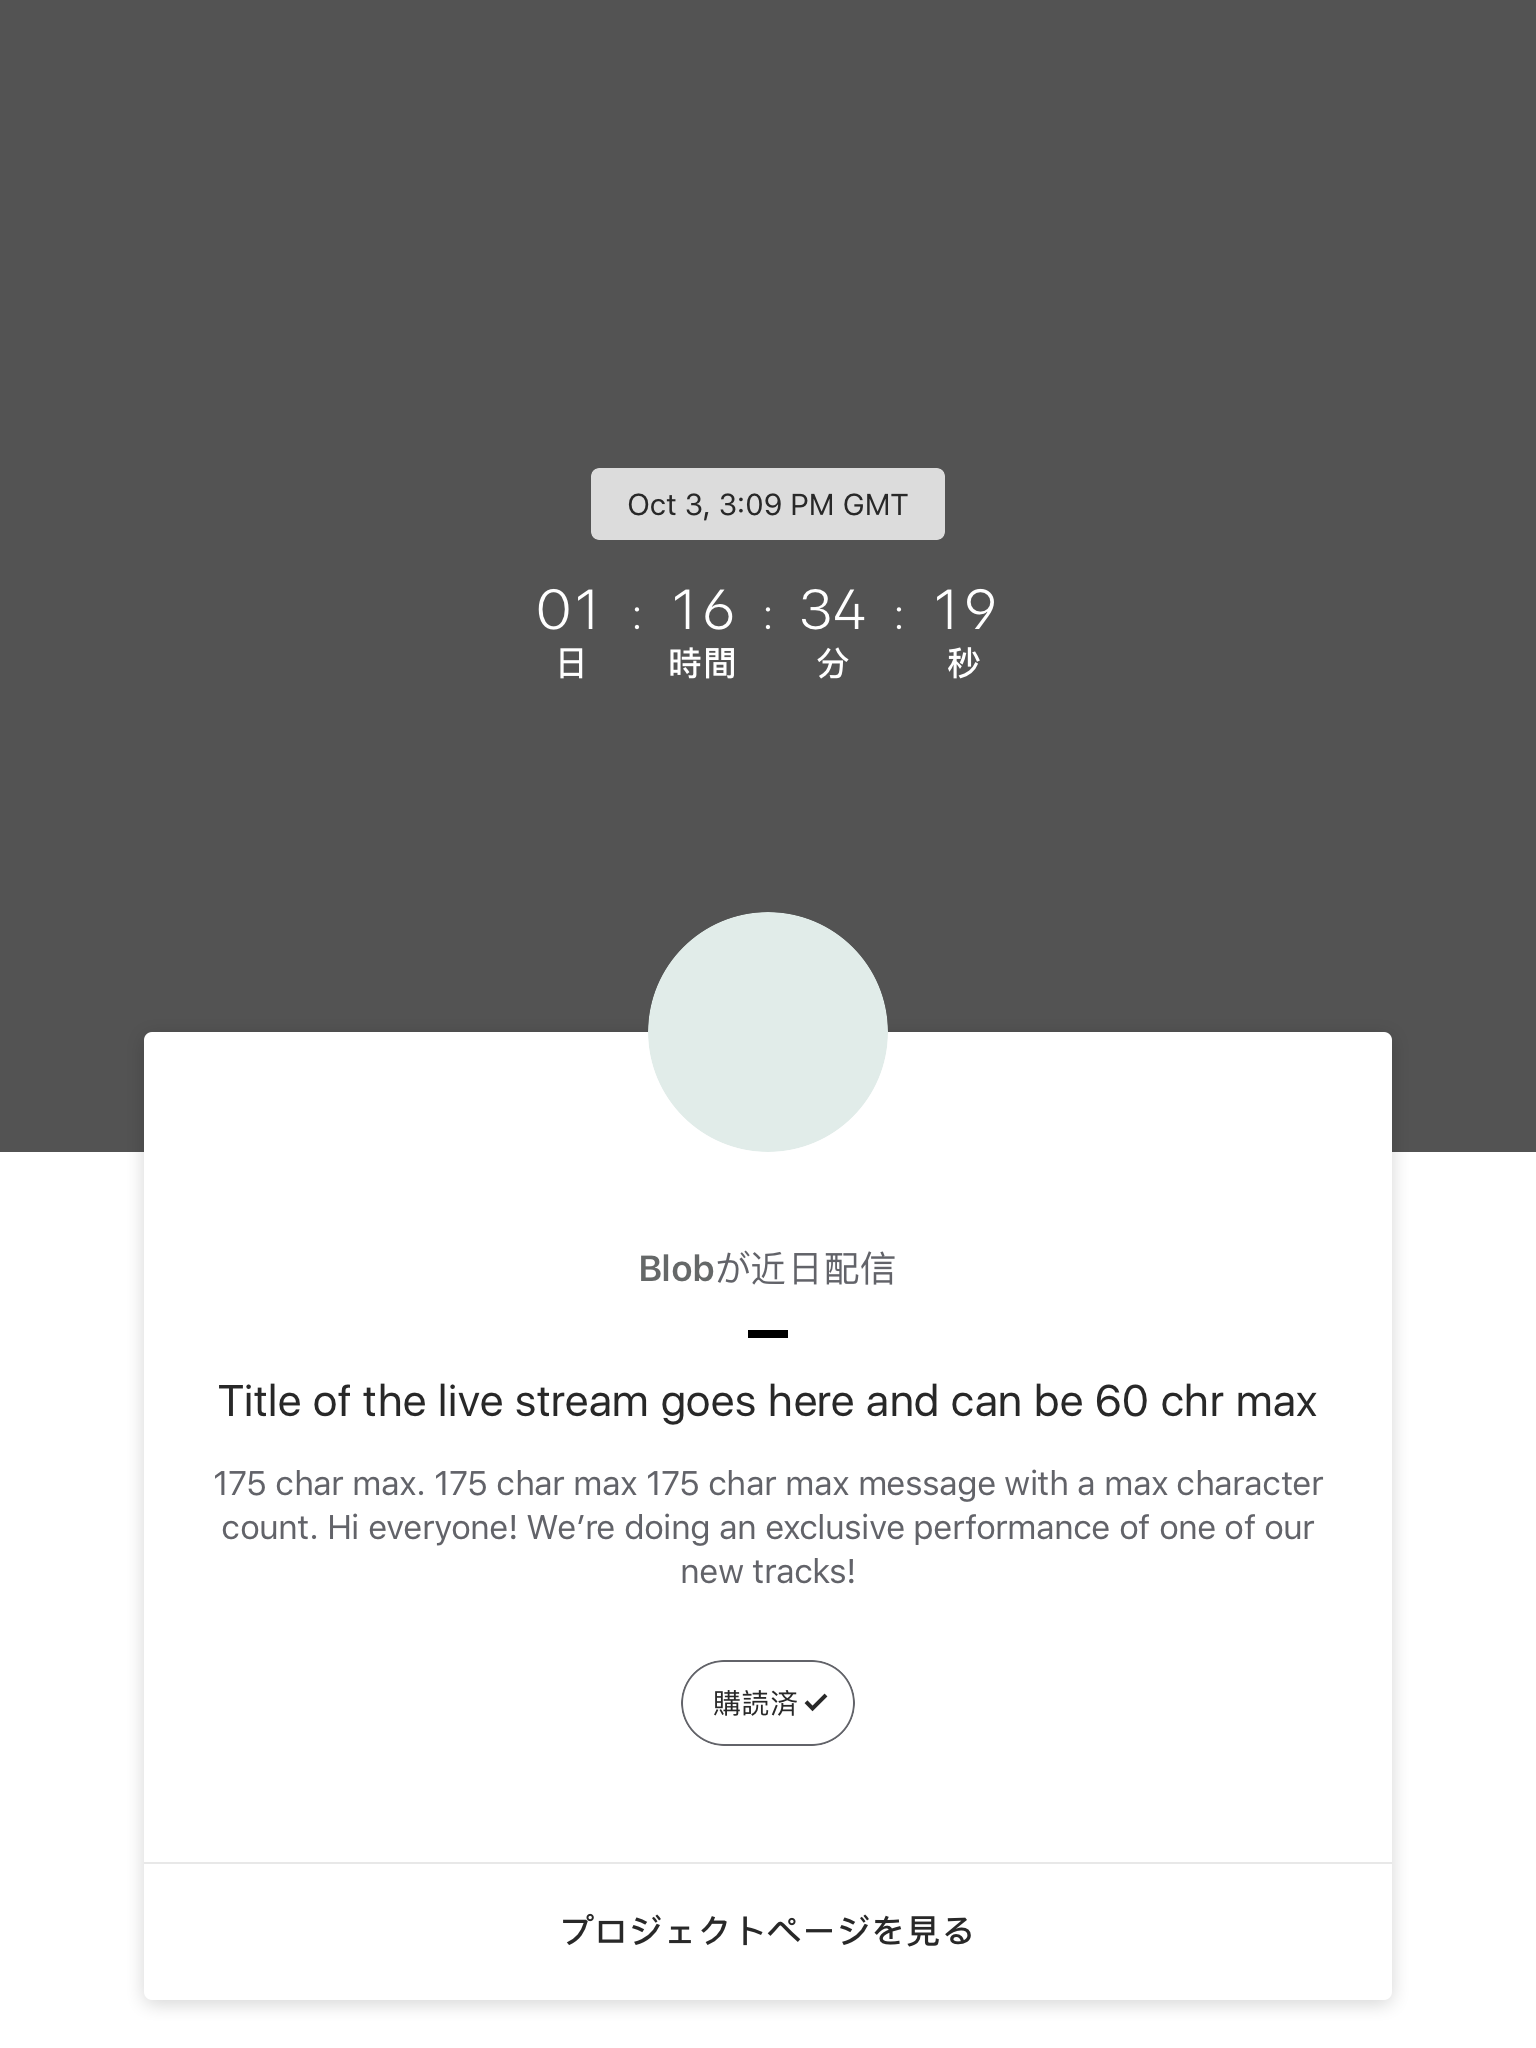 Oct 3, 3:09 PM GMT
01 : 16 : 34 : 19
日 時間 分 秒
Blobが近日配信
Title of the live stream goes here and can be 60 chr max
175 char max. 175 char max 175 char max message with a max character
count. Hi everyone! We’re doing an exclusive performance of one of our
new tracks!
購読済
プロジェクトページを見る